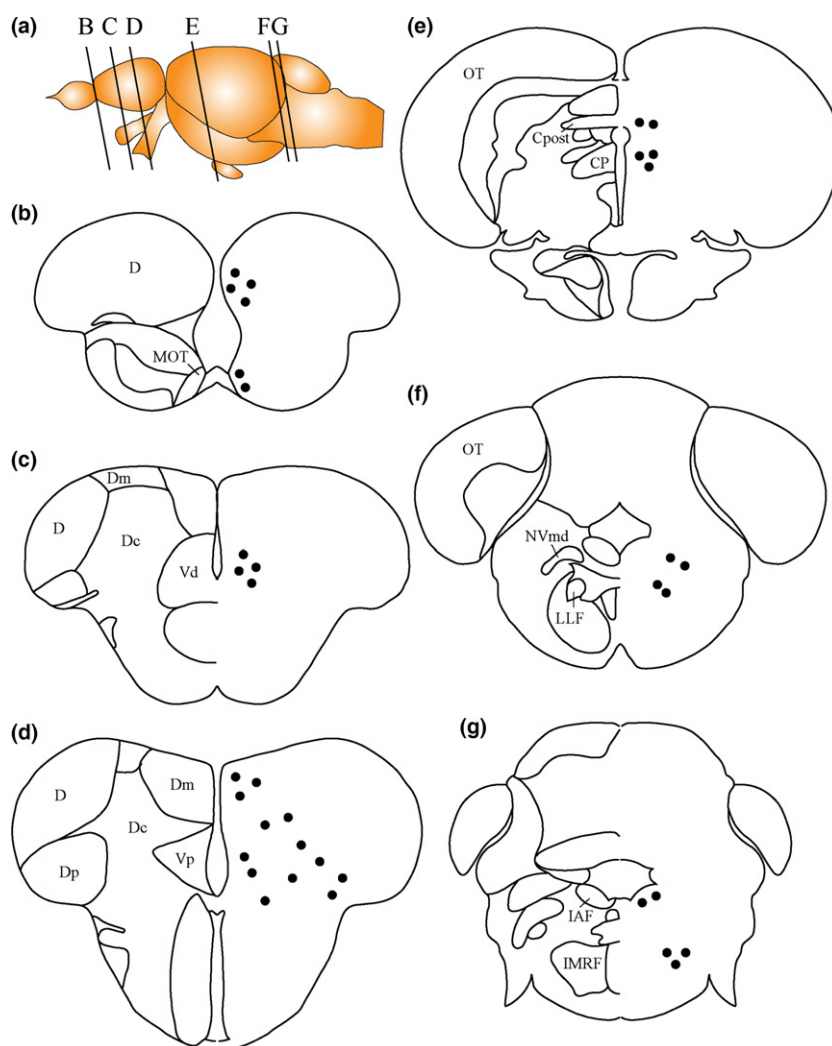 (a)
B C D E FG
(b)
D
MOT
(c)
Dm
D
Dc
Vd
(d)
Dm
D
Dc
Vp
Dp
(e)
OT
Cpost
CP
(f)
OT
NVmd
LLF
(g)
IAF
IMRF